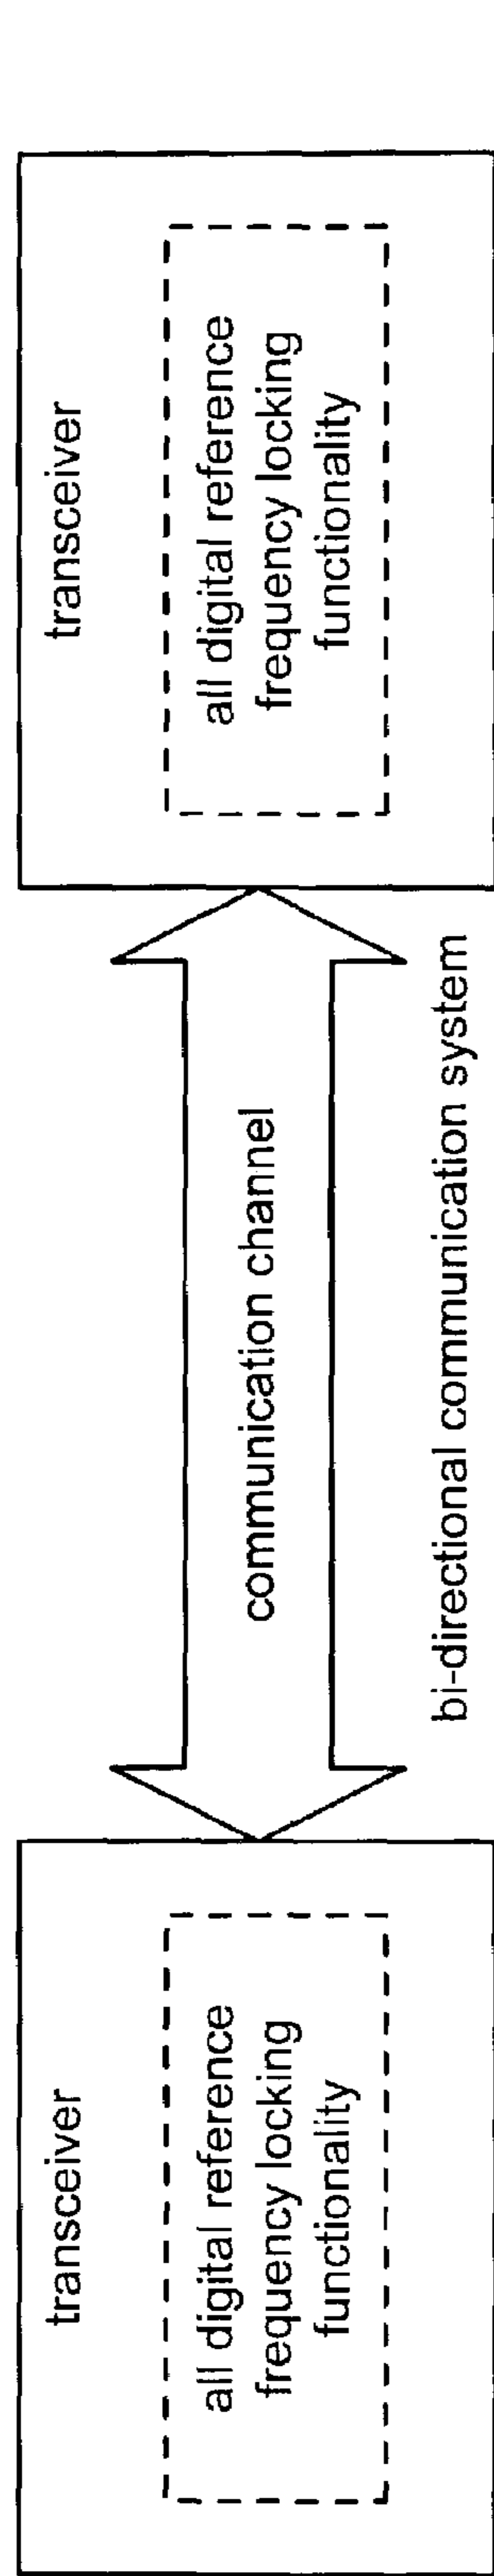 transceiver
all digital reference
frequency locking
functionality
communication channel
bi-directional communication system
transceiver
all digital reference
frequency locking
functionality